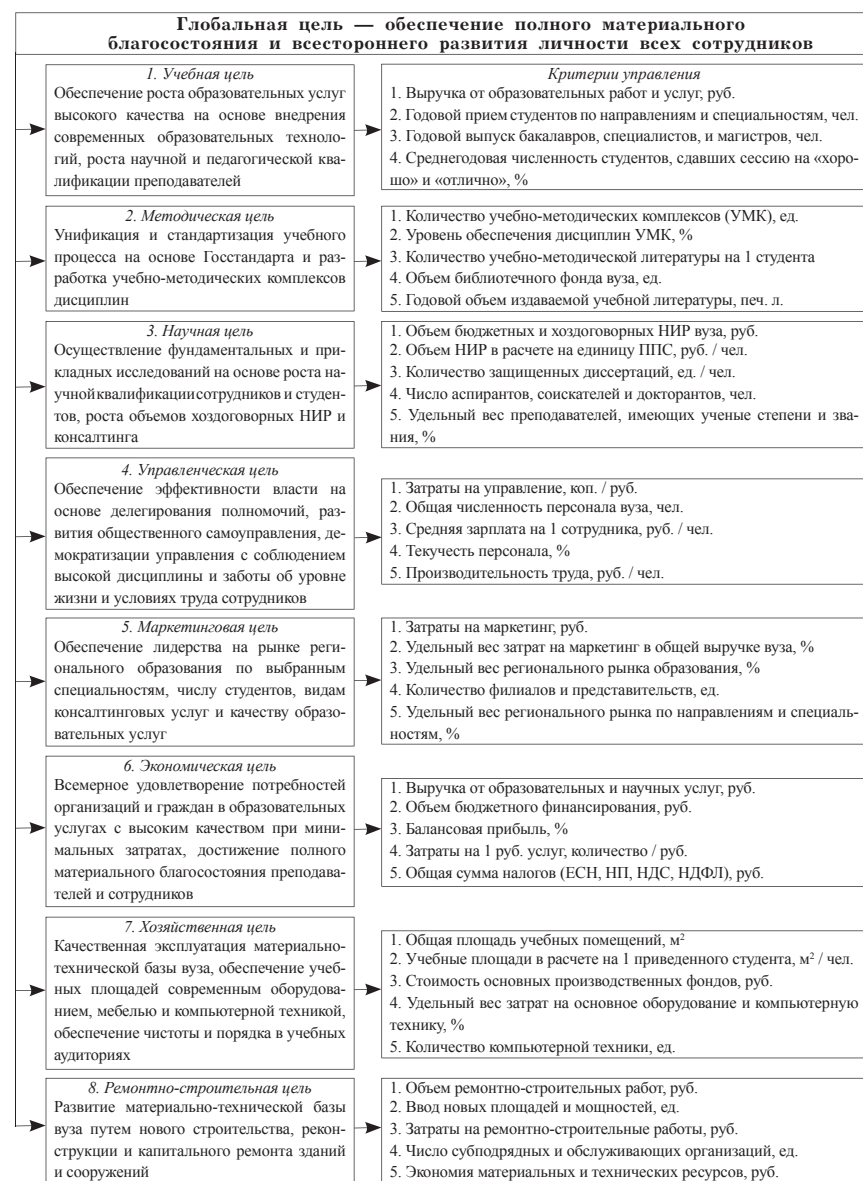 Глобальная цель — обеспечение полного материального
благосостояния и всестороннего развития личности всех сотрудников
1. Учебная цель
Обеспечение роста образовательных услуг
высокого качества на основе внедрения
современных образовательных техноло-
гий, роста научной и педагогической ква-
лификации преподавателей
Критерии управления
1. Выручка от образовательных работ и услуг, руб.
2. Годовой прием студентов по направлениям и специальностям, чел.
3. Годовой выпуск бакалавров, специалистов, и магистров, чел.
4. Среднегодовая численность студентов, сдавших сессию на «хоро-
шо» и «отлично», %
2. Методическая цель
Унификация и стандартизация учебного
процесса на основе Госстандарта и раз-
работка учебно-методических комплексов
дисциплин
1. Количество учебно-методических комплексов (УМК), ед.
2. Уровень обеспечения дисциплин УМК, %
3. Количество учебно-методической литературы на 1 студента
4. Объем библиотечного фонда вуза, ед.
5. Годовой объем издаваемой учебной литературы, печ. л.
3. Научная цель
Осуществление фундаментальных и при-
кладных исследований на основе роста на-
учной квалификации сотрудников и студен-
тов, роста объемов хоздоговорных НИР и
консалтинга
1. Объем бюджетных и хоздоговорных НИР вуза, руб.
2. Объем НИР в расчете на единицу ППС, руб. / чел.
3. Количество защищенных диссертаций, ед. / чел.
4. Число аспирантов, соискателей и докторантов, чел.
5. Удельный вес преподавателей, имеющих ученые степени и зва-
ния, %
4. Управленческая цель
Обеспечение эффективности власти на
основе делегирования полномочий, раз-
вития общественного самоуправления, де-
мократизации управления с соблюдением
высокой дисциплины и заботы об уровне
жизни и условиях труда сотрудников
1. Затраты на управление, коп. / руб.
2. Общая численность персонала вуза, чел.
3. Средняя зарплата на 1 сотрудника, руб. / чел.
4. Текучесть персонала, %
5. Производительность труда, руб. / чел.
5. Маркетинговая цель
Обеспечение лидерства на рынке реги-
онального образования по выбранным
специальностям, числу студентов, видам
консалтинговых услуг и качеству образо-
вательных услуг
1. Затраты на маркетинг, руб.
2. Удельный вес затрат на маркетинг в общей выручке вуза, %
3. Удельный вес регионального рынка образования, %
4. Количество филиалов и представительств, ед.
5. Удельный вес регионального рынка по направлениям и специаль-
ностям, %
6. Экономическая цель
Всемерное удовлетворение потребностей
организаций и граждан в образовательных
услугах с высоким качеством при мини-
мальных затратах, достижение полного
материального благосостояния преподава-
телей и сотрудников
1. Выручка от образовательных и научных услуг, руб.
2. Объем бюджетного финансирования, руб.
3. Балансовая прибыль, %
4. Затраты на 1 руб. услуг, количество / руб.
5. Общая сумма налогов (ЕСН, НП, НДС, НДФЛ), руб.
7. Хозяйственная цель
Качественная эксплуатация материально-
технической базы вуза, обеспечение учеб-
ных площадей современным оборудова-
нием, мебелью и компьютерной техникой,
обеспечение чистоты и порядка в учебных
аудиториях
1. Общая площадь учебных помещений, м²
2. Учебные площади в расчете на 1 приведенного студента, м² / чел.
3. Стоимость основных производственных фондов, руб.
4. Удельный вес затрат на основное оборудование и компьютерную
технику, %
5. Количество компьютерной техники, ед.
8. Ремонтно-строительная цель
Развитие материально-технической базы
вуза путем нового строительства, рекон-
струкции и капитального ремонта зданий
и сооружений
1. Объем ремонтно-строительных работ, руб.
2. Ввод новых площадей и мощностей, ед.
3. Затраты на ремонтно-строительные работы, руб.
4. Число субподрядных и обслуживающих организаций, ед.
5. Экономия материальных и технических ресурсов, руб.